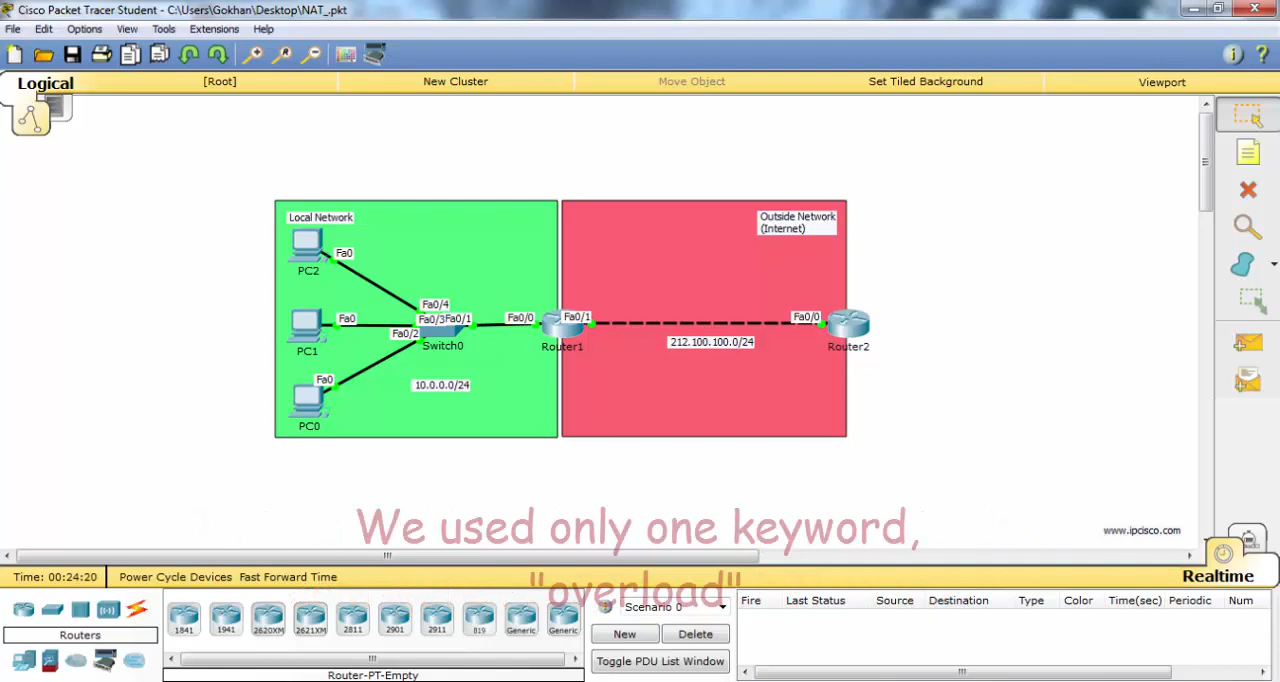 Cisco Packet Tracer Student - C:\Users\Gokhan\Desktop\NAT_.pkt
File Edit Options View Tools Extensions Help
Logical [Root] New Cluster Move Object Set Tiled Background Viewport
Local Network
Outside Network
(Internet)
PC2 Fa0
Fa0/4
PC1 Fa0 Fa0/3 Fa0/1 Fa0/0 Fa0/1 Fa0/0
Fa0/2
Switch0 Router1 212.100.100.0/24 Router2
PC0 Fa0 10.0.0.0/24
We used only one keyword,
"overload"
www.ipcisco.com
Time: 00:24:20 Power Cycle Devices Fast Forward Time Realtime
Routers
1841 1941 2620XM 2621XM 2811 2901 2911 819 Generic Generic
Router-PT-Empty
Scenario 0
New Delete
Toggle PDU List Window
Fire Last Status Source Destination Type Color Time(sec) Periodic Num